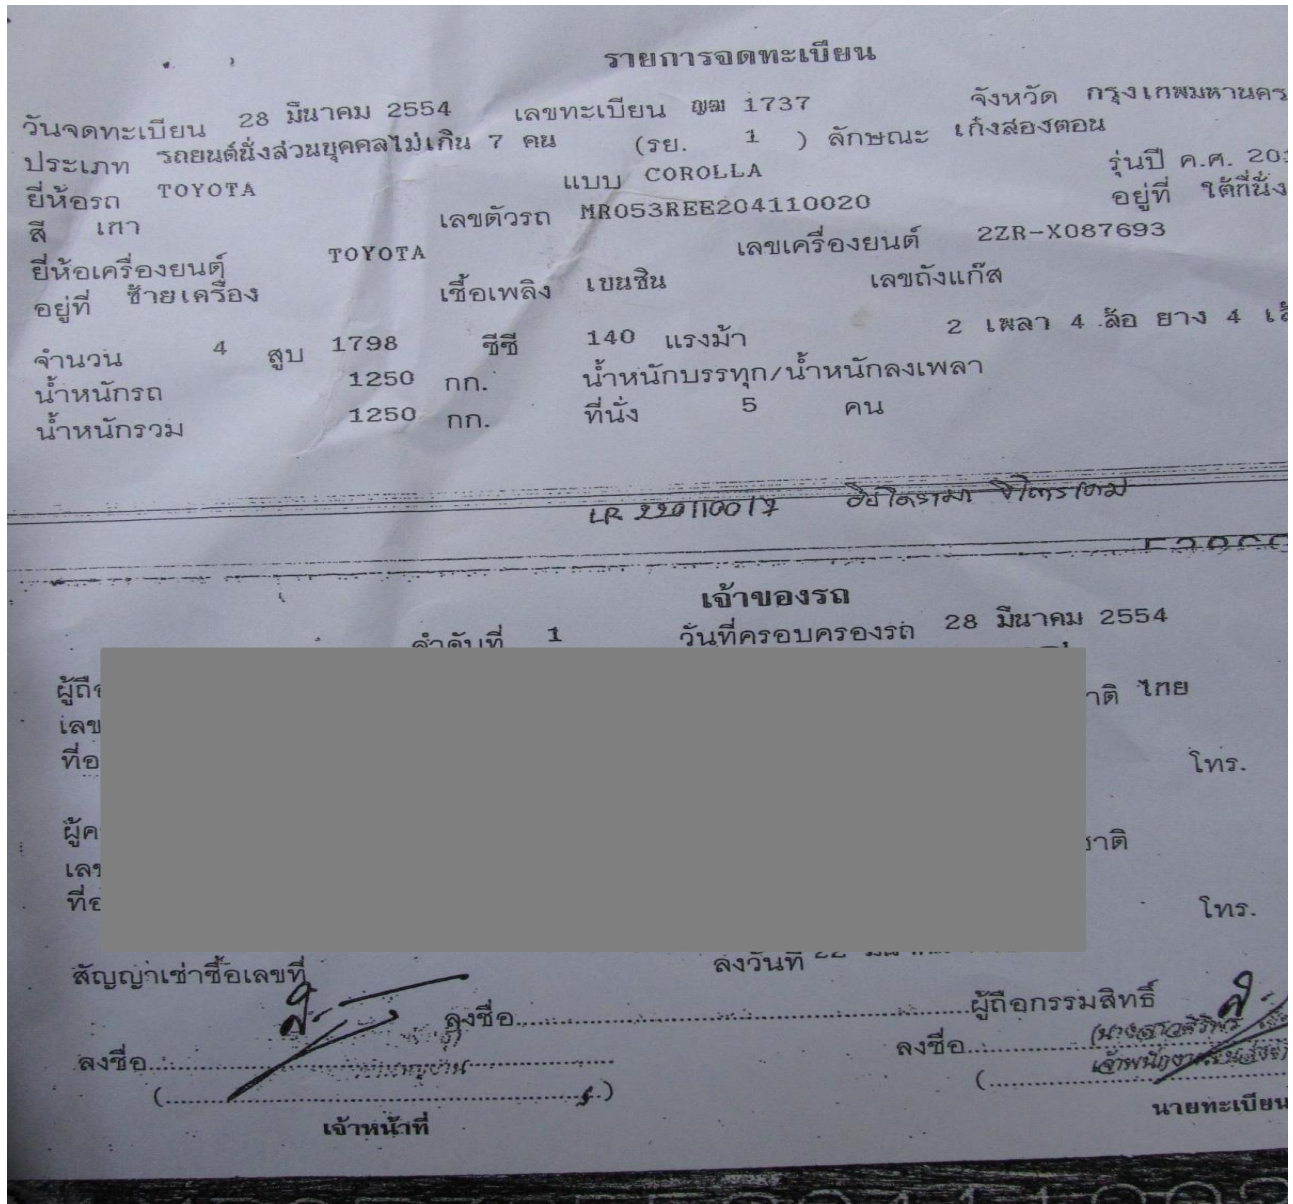 รายการจดทะเบียน
วันจดทะเบียน 28 มีนาคม 2554 เลขทะเบียน 1737 จังหวัด กรุงเทพมหานคร
ประเภท รถยนต์นั่งส่วนบุคคลไม่เกิน 7 คน (รย. 1 ) ลักษณะ เก๋งสองตอน
ยี่ห้อรถ TOYOTA แบบ COROLLA รุ่นปี ค.ศ.
สี เทา เลขตัวรถ MR053REE204110020 อยู่ที่ ใต้ที่นั่ง
ยี่ห้อเครื่องยนต์ TOYOTA เลขเครื่องยนต์ 2ZR-X087693
อยู่ที่ ซ้ายเครื่อง เชื้อเพลิง เบนซิน เลขถังแก๊ส
จำนวน 4 สูบ 1798 ซีซี 140 แรงม้า 2 เพลา 4 ล้อ ยาง 4
น้ำหนักรถ 1250 กก. น้ำหนักบรรทุก/น้ำหนักลงเพลา
น้ำหนักรวม 1250 กก. ที่นั่ง 5 คน
เจ้าของรถ
ลำดับที่ 1 วันที่ครอบครองรถ 28 มีนาคม 2554
ไทย
โทร.
โทร.
สัญญาเช่าซื้อเลขที่ ลงวันที่
ลงชื่อ ผู้ถือกรรมสิทธิ์
ลงชื่อ ลงชื่อ
เจ้าหน้าที่ นายทะเบียน